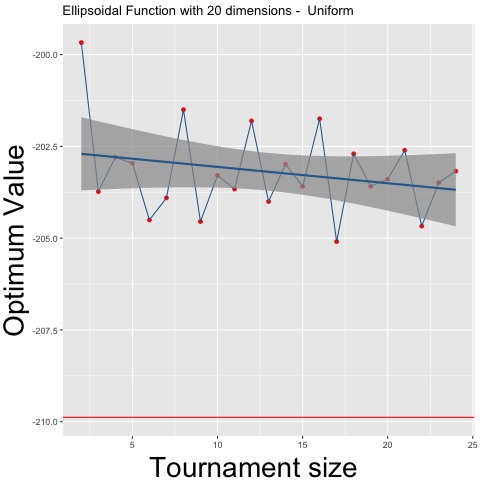 Ellipsoidal Function with 20 dimensions -  Uniform
Optimum Value
-200.0
-202.5
-205.0
-207.5
-210.0
5 10 15 20 25
Tournament size